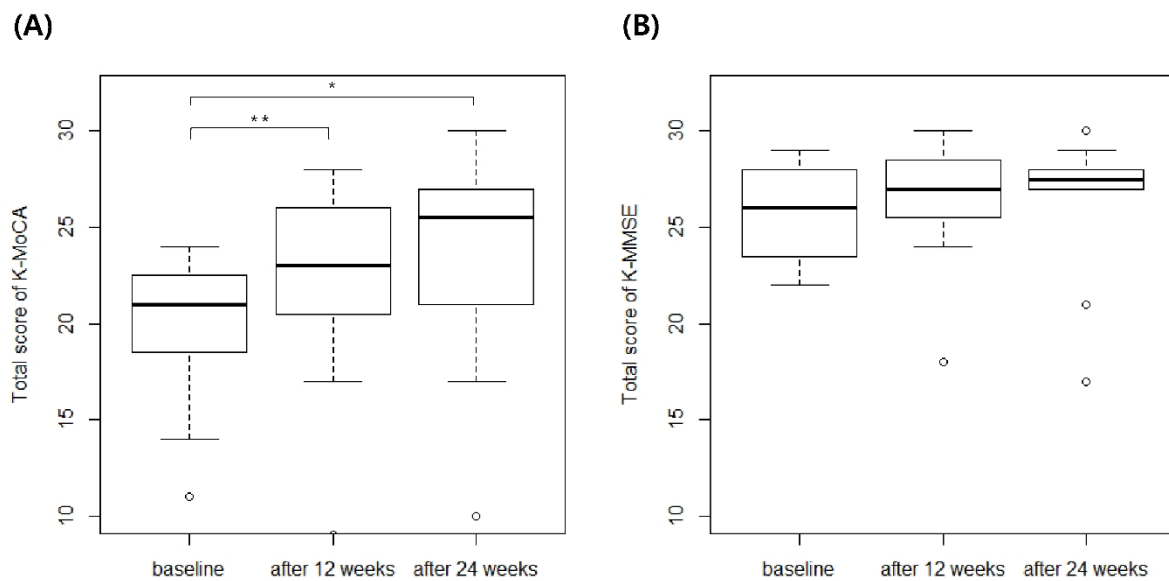 (A)
(B)
*
**
Total score of K-MoCA
30
25
20
15
10
baseline
after 12 weeks
after 24 weeks
Total score of K-MMSE
30
25
20
15
10
baseline
after 12 weeks
after 24 weeks